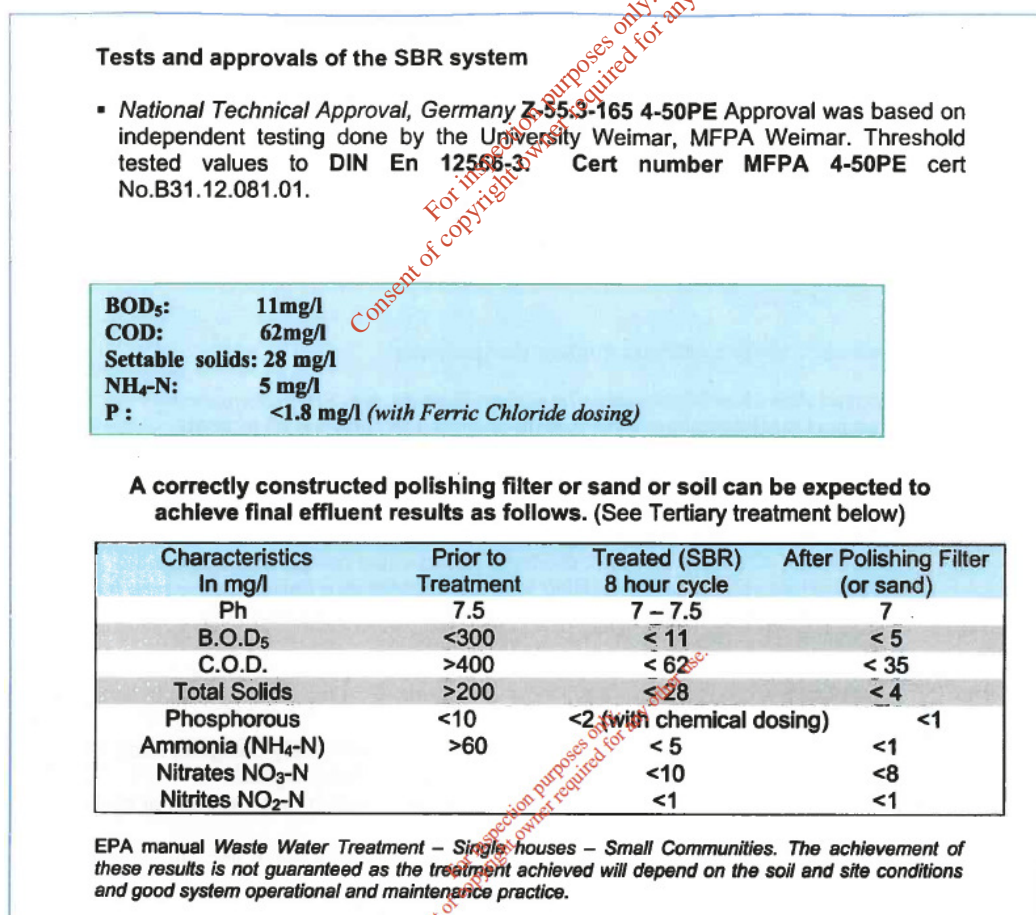 For inspection purposes only.
Consent of copyright owner required for any
Tests and approvals of the SBR system
▪ National Technical Approval, Germany Z-55.3-165 4-50PE Approval was based on
independent testing done by the University Weimar, MFPA Weimar. Threshold
tested values to DIN En 12566-3. Cert number MFPA 4-50PE cert
No.B31.12.081.01.
BOD₅: 11mg/l
COD: 62mg/l
Settable solids: 28 mg/l
NH₄-N: 5 mg/l
P : <1.8 mg/l (with Ferric Chloride dosing)
A correctly constructed polishing filter or sand or soil can be expected to
achieve final effluent results as follows. (See Tertiary treatment below)
Characteristics Prior to Treated (SBR) After Polishing Filter
In mg/l Treatment 8 hour cycle (or sand)
Ph 7.5 7 – 7.5 7
B.O.D₅ <300 < 11 < 5
C.O.D. >400 < 62 < 35
Total Solids >200 < 28 < 4
Phosphorous <10 <2 (with chemical dosing) <1
Ammonia (NH₄-N) >60 < 5 <1
Nitrates NO₃-N <10 <8
Nitrites NO₂-N <1 <1
For inspection purposes only.
of copyright owner required for any other use.
EPA manual Waste Water Treatment – Single houses – Small Communities. The achievement of
these results is not guaranteed as the treatment achieved will depend on the soil and site conditions
and good system operational and maintenance practice.